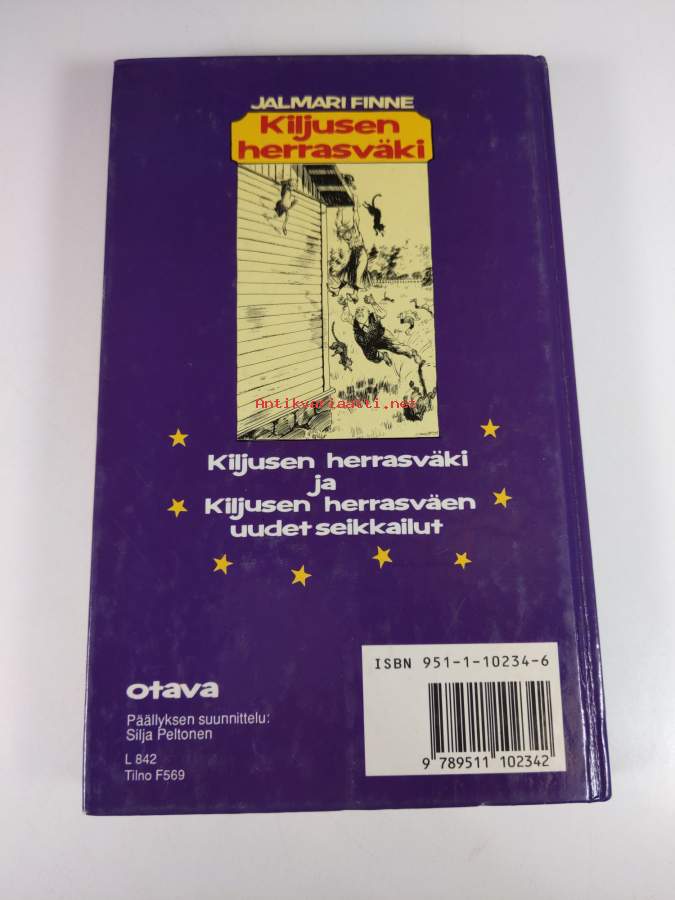 JALMARI FINNE
Kiljusen
herrasväki
Antikvariaatti.net
Kiljusen herrasväki
ja
Kiljusen herrasväen
uudet seikkailut
ISBN 951-1-10234-6
otava
Päällyksen suunnittelu:
Silja Peltonen
L 842
Tilno F569
9 789511 102342